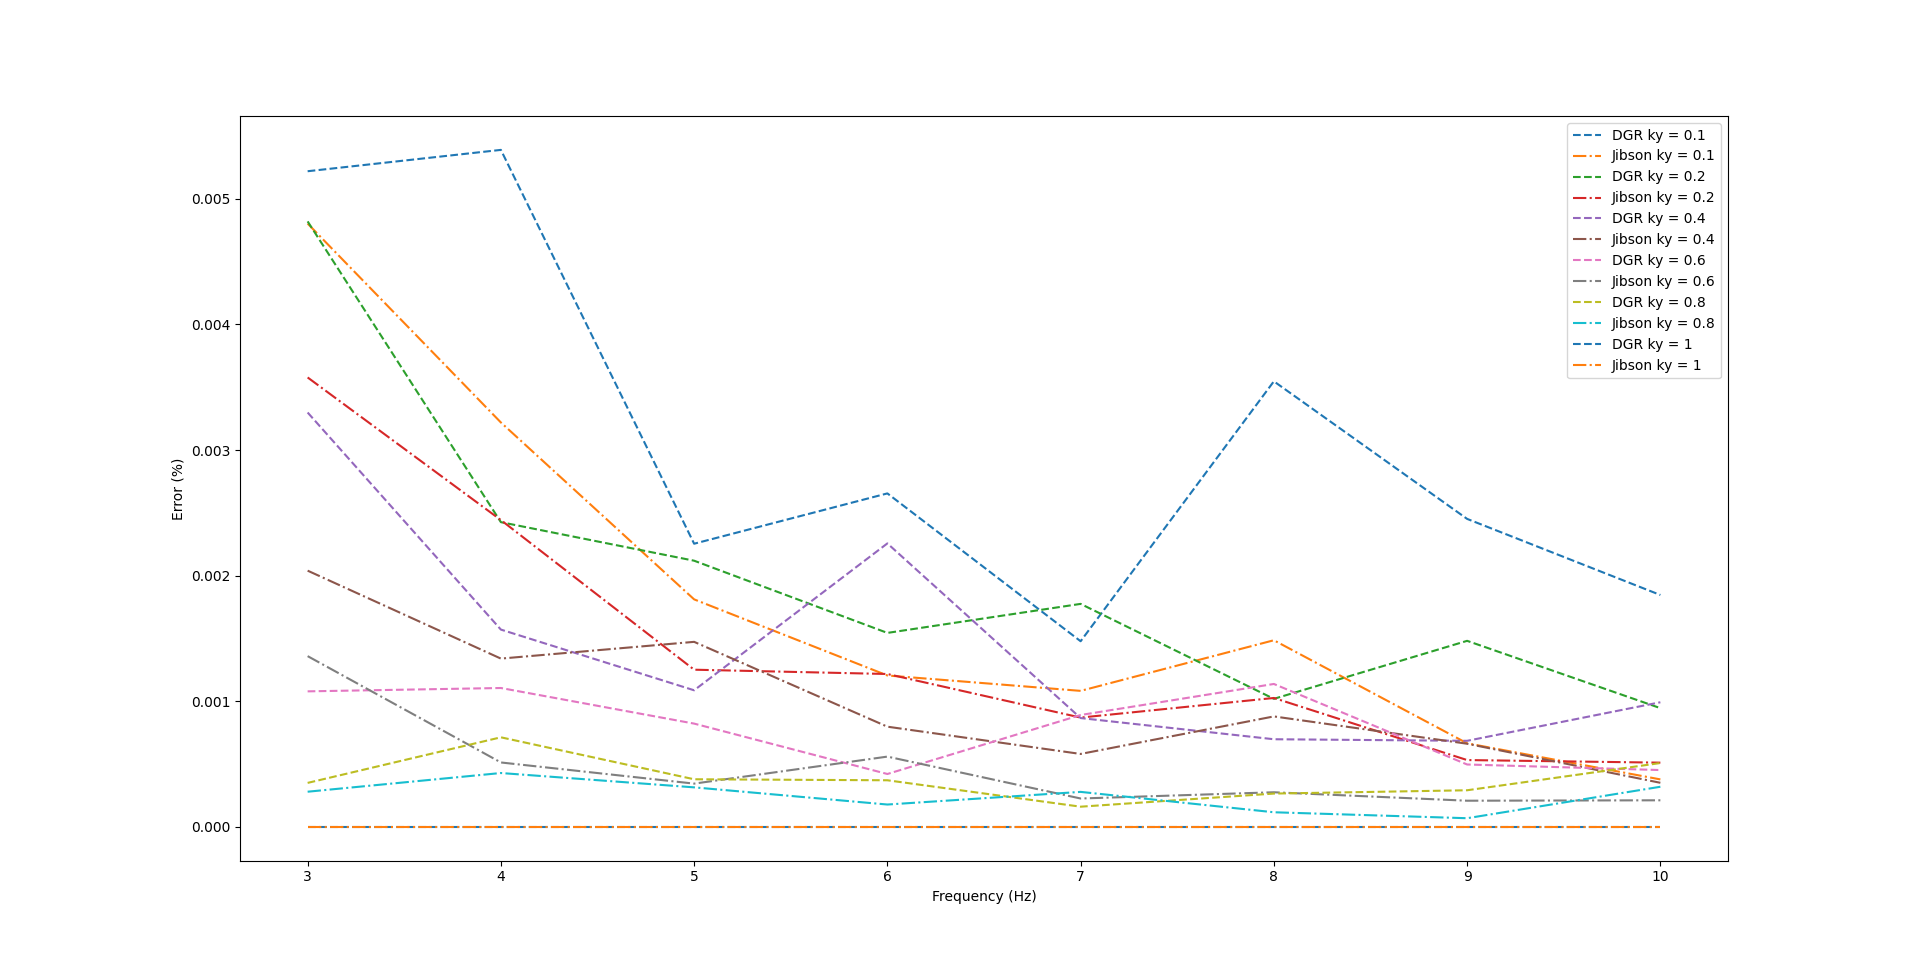 DGR ky = 0.1
Jibson ky = 0.1
DGR ky = 0.2
Jibson ky = 0.2
DGR ky = 0.4
Jibson ky = 0.4
DGR ky = 0.6
Jibson ky = 0.6
DGR ky = 0.8
Jibson ky = 0.8
DGR ky = 1
Jibson ky = 1
0.005
0.004
0.003
0.002
0.001
0.000
Error (%)
3 4 5 6 7 8 9 10
Frequency (Hz)